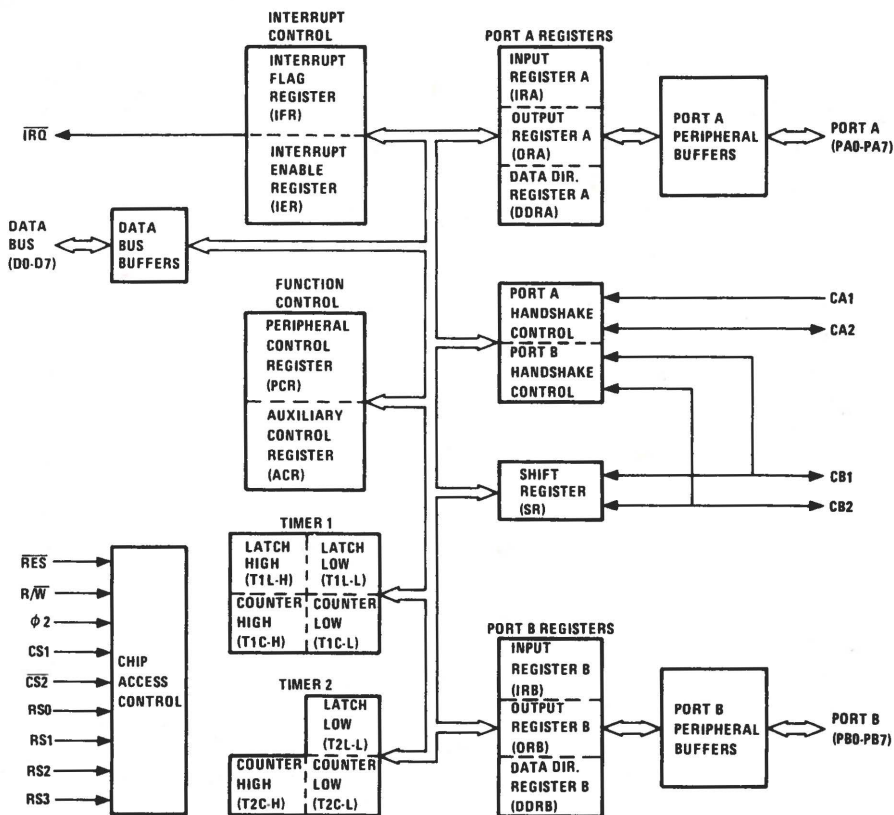 INTERRUPT
CONTROL
INTERRUPT
FLAG
REGISTER
(IFR)
INTERRUPT
ENABLE
REGISTER
(IER)
IRQ
DATA
BUS
(D0-D7)
DATA
BUS
BUFFERS
FUNCTION
CONTROL
PERIPHERAL
CONTROL
REGISTER
(PCR)
AUXILIARY
CONTROL
REGISTER
(ACR)
TIMER 1
LATCH
HIGH
(T1L-H)
LATCH
LOW
(T1L-L)
COUNTER
HIGH
(T1C-H)
COUNTER
LOW
(T1C-L)
TIMER 2
LATCH
LOW
(T2L-L)
COUNTER
HIGH
(T2C-H)
COUNTER
LOW
(T2C-L)
RES
R/W
ϕ2
CS1
CS2
RS0
RS1
RS2
RS3
CHIP
ACCESS
CONTROL
PORT A REGISTERS
INPUT
REGISTER A
(IRA)
OUTPUT
REGISTER A
(ORA)
DATA DIR.
REGISTER A
(DDRA)
PORT A
PERIPHERAL
BUFFERS
PORT A
(PA0-PA7)
PORT A
HANDSHAKE
CONTROL
PORT B
HANDSHAKE
CONTROL
CA1
CA2
SHIFT
REGISTER
(SR)
CB1
CB2
PORT B REGISTERS
INPUT
REGISTER B
(IRB)
OUTPUT
REGISTER B
(ORB)
DATA DIR.
REGISTER B
(DDRB)
PORT B
PERIPHERAL
BUFFERS
PORT B
(PB0-PB7)